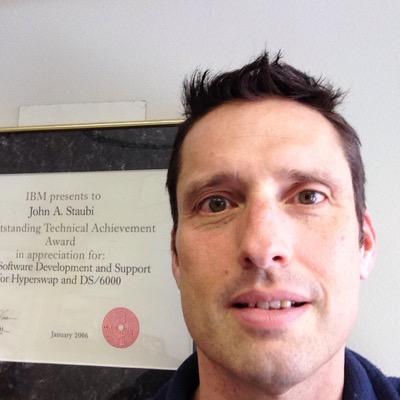 IBM presents to
John A. Staubi
utstanding Technical Achievement
Award
in appreciation for:
Software Development and Support
for Hyperswap and DS/6000
January 2006